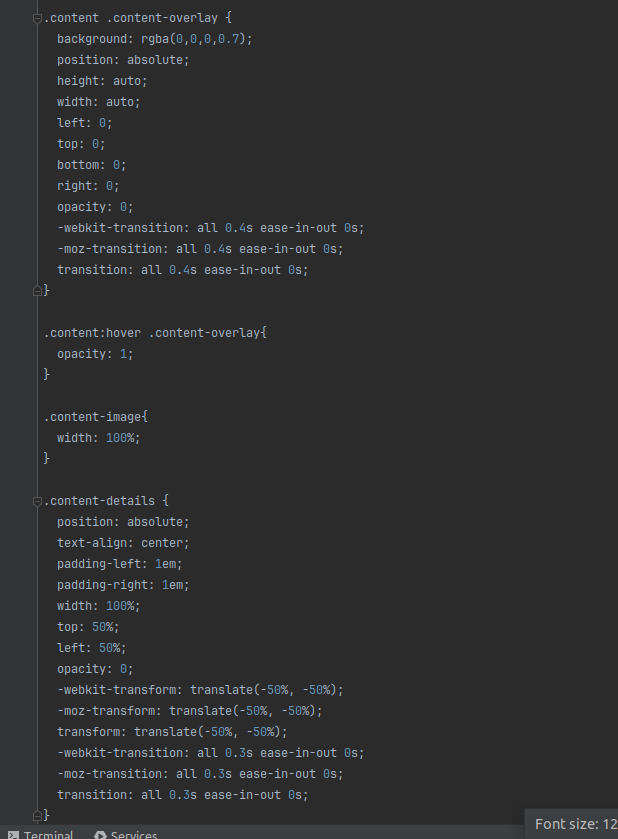 .content .content-overlay {
  background: rgba(0,0,0,0.7);
  position: absolute;
  height: auto;
  width: auto;
  left: 0;
  top: 0;
  bottom: 0;
  right: 0;
  opacity: 0;
  -webkit-transition: all 0.4s ease-in-out 0s;
  -moz-transition: all 0.4s ease-in-out 0s;
  transition: all 0.4s ease-in-out 0s;
}

.content:hover .content-overlay{
  opacity: 1;
}

.content-image{
  width: 100%;
}

.content-details {
  position: absolute;
  text-align: center;
  padding-left: 1em;
  padding-right: 1em;
  width: 100%;
  top: 50%;
  left: 50%;
  opacity: 0;
  -webkit-transform: translate(-50%, -50%);
  -moz-transform: translate(-50%, -50%);
  transform: translate(-50%, -50%);
  -webkit-transition: all 0.3s ease-in-out 0s;
  -moz-transition: all 0.3s ease-in-out 0s;
  transition: all 0.3s ease-in-out 0s;
}
Terminal Services
Font size: 12